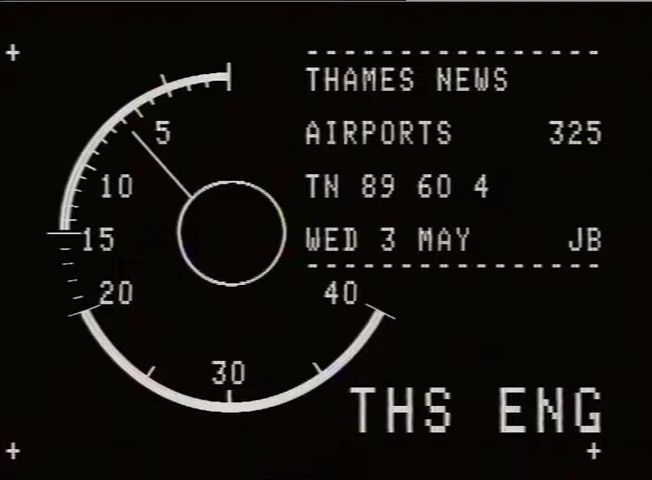 THAMES NEWS
AIRPORTS 325
TN 89 60 4
WED 3 MAY JB
5
10
15
20
30
40
THS ENG